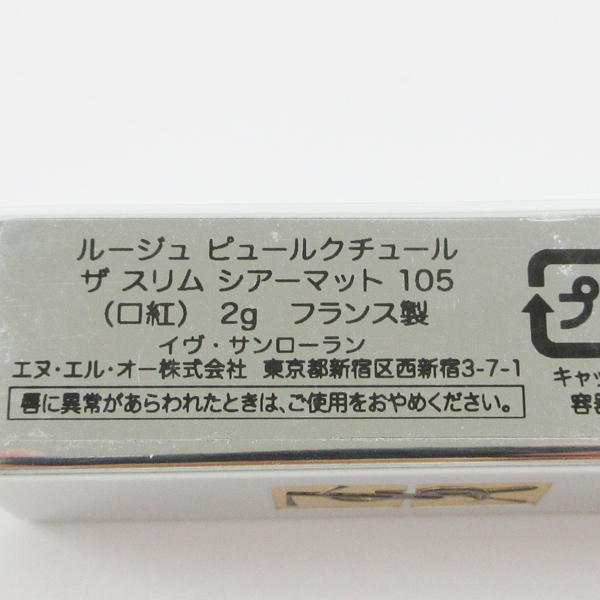 ルージュ ピュールクチュール
ザ スリム シアーマット 105
（口紅） 2g フランス製
イヴ・サンローラン
エヌ・エル・オー株式会社 東京都新宿区西新宿3-7-1
唇に異常があらわれたときは、ご使用をおやめください。
プ
キャッ
容器